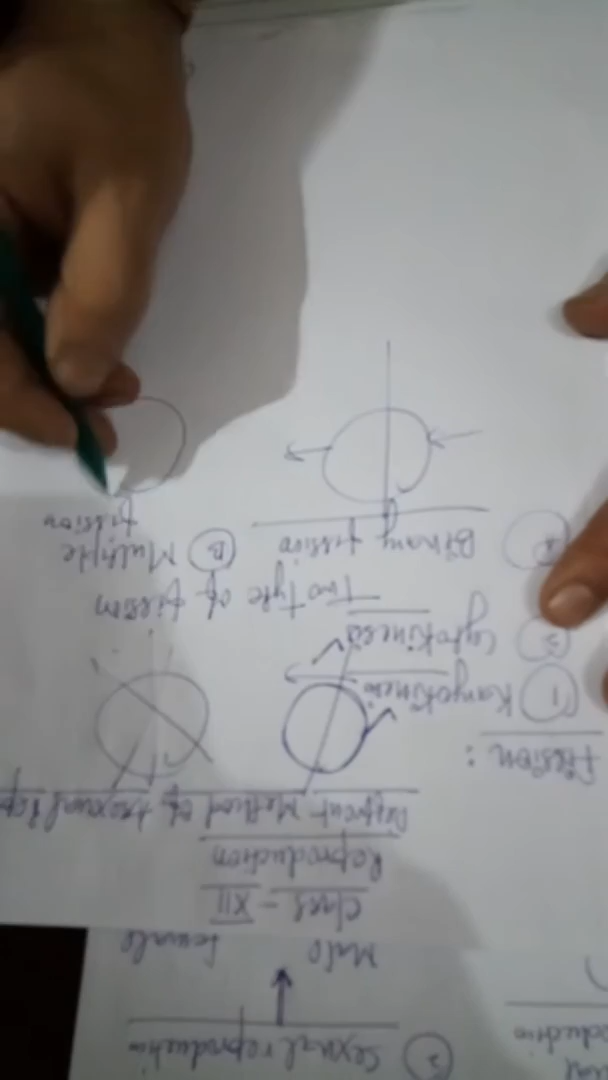 ② Sexual reproduction
Male Female
Class - XII
Reproduction
Method of Asexual Rep
Fission :
① Karyokinesis
② Cytokinesis
Two type of fission
Binary fission
Ⓑ Multiple
fission